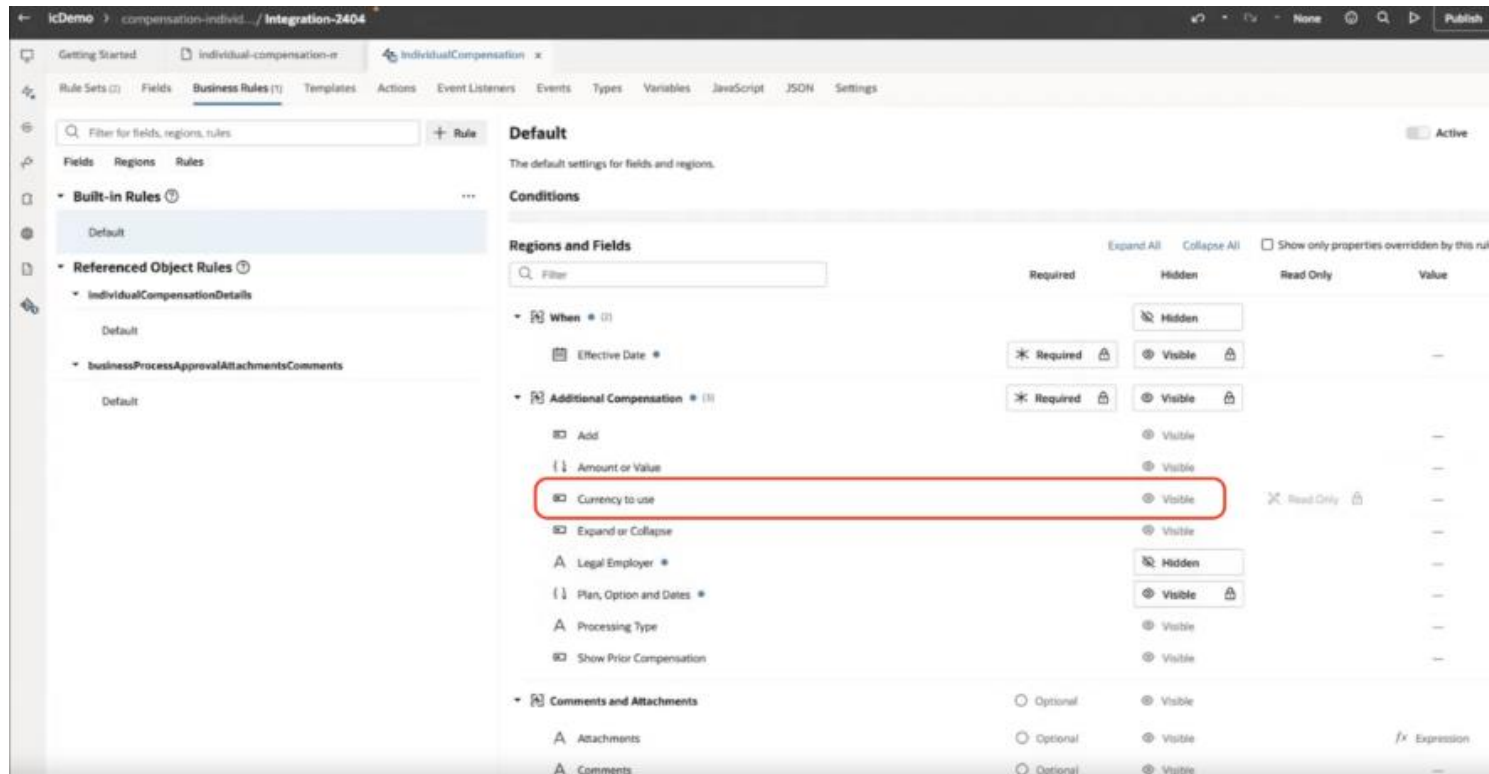 icDemo > compensation-individ... / Integration-2404 None Publish
Getting Started individual-compensation-rr IndividualCompensation ×
Rule Sets (2) Fields Business Rules (1) Templates Actions Event Listeners Events Types Variables JavaScript JSON Settings
Filter for fields, regions, rules + Rule
Fields Regions Rules
Built-in Rules
Default
Referenced Object Rules
individualCompensationDetails
Default
businessProcessApprovalAttachmentsComments
Default
Default Active
The default settings for fields and regions.
Conditions
Regions and Fields Expand All Collapse All Show only properties overridden by this rul
Filter Required Hidden Read Only Value
When (2) Hidden
Effective Date Required Visible —
Additional Compensation (3) Required Visible
Add Visible —
Amount or Value Visible —
Currency to use Visible Read Only —
Expand or Collapse Visible —
Legal Employer Hidden —
Plan, Option and Dates Visible —
Processing Type Visible —
Show Prior Compensation Visible —
Comments and Attachments Optional Visible
Attachments Optional Visible fx Expression
Comments Optional Visible —